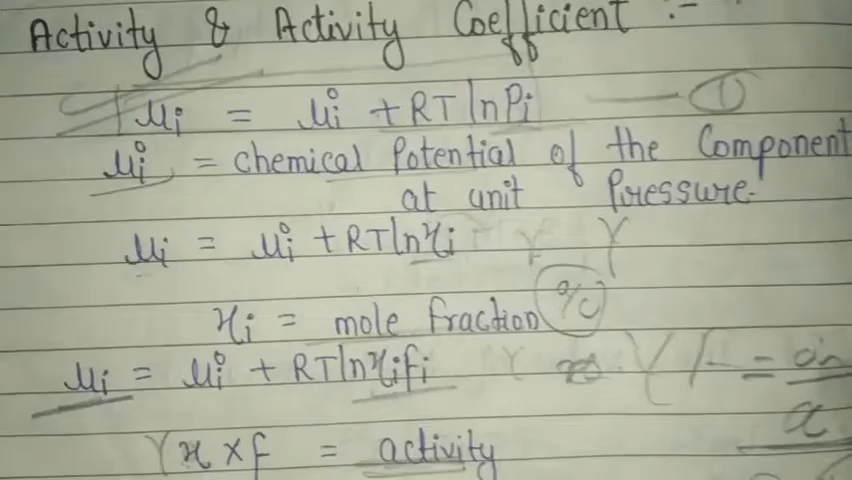 Activity & Activity Coefficient :-
μi = μi° + RT ln Pi — ①
μi° = chemical Potential of the Component
at unit Pressure.
μi = μi° + RT ln xi
xi = mole fraction
μi = μi° + RT ln xi fi
x × f = activity